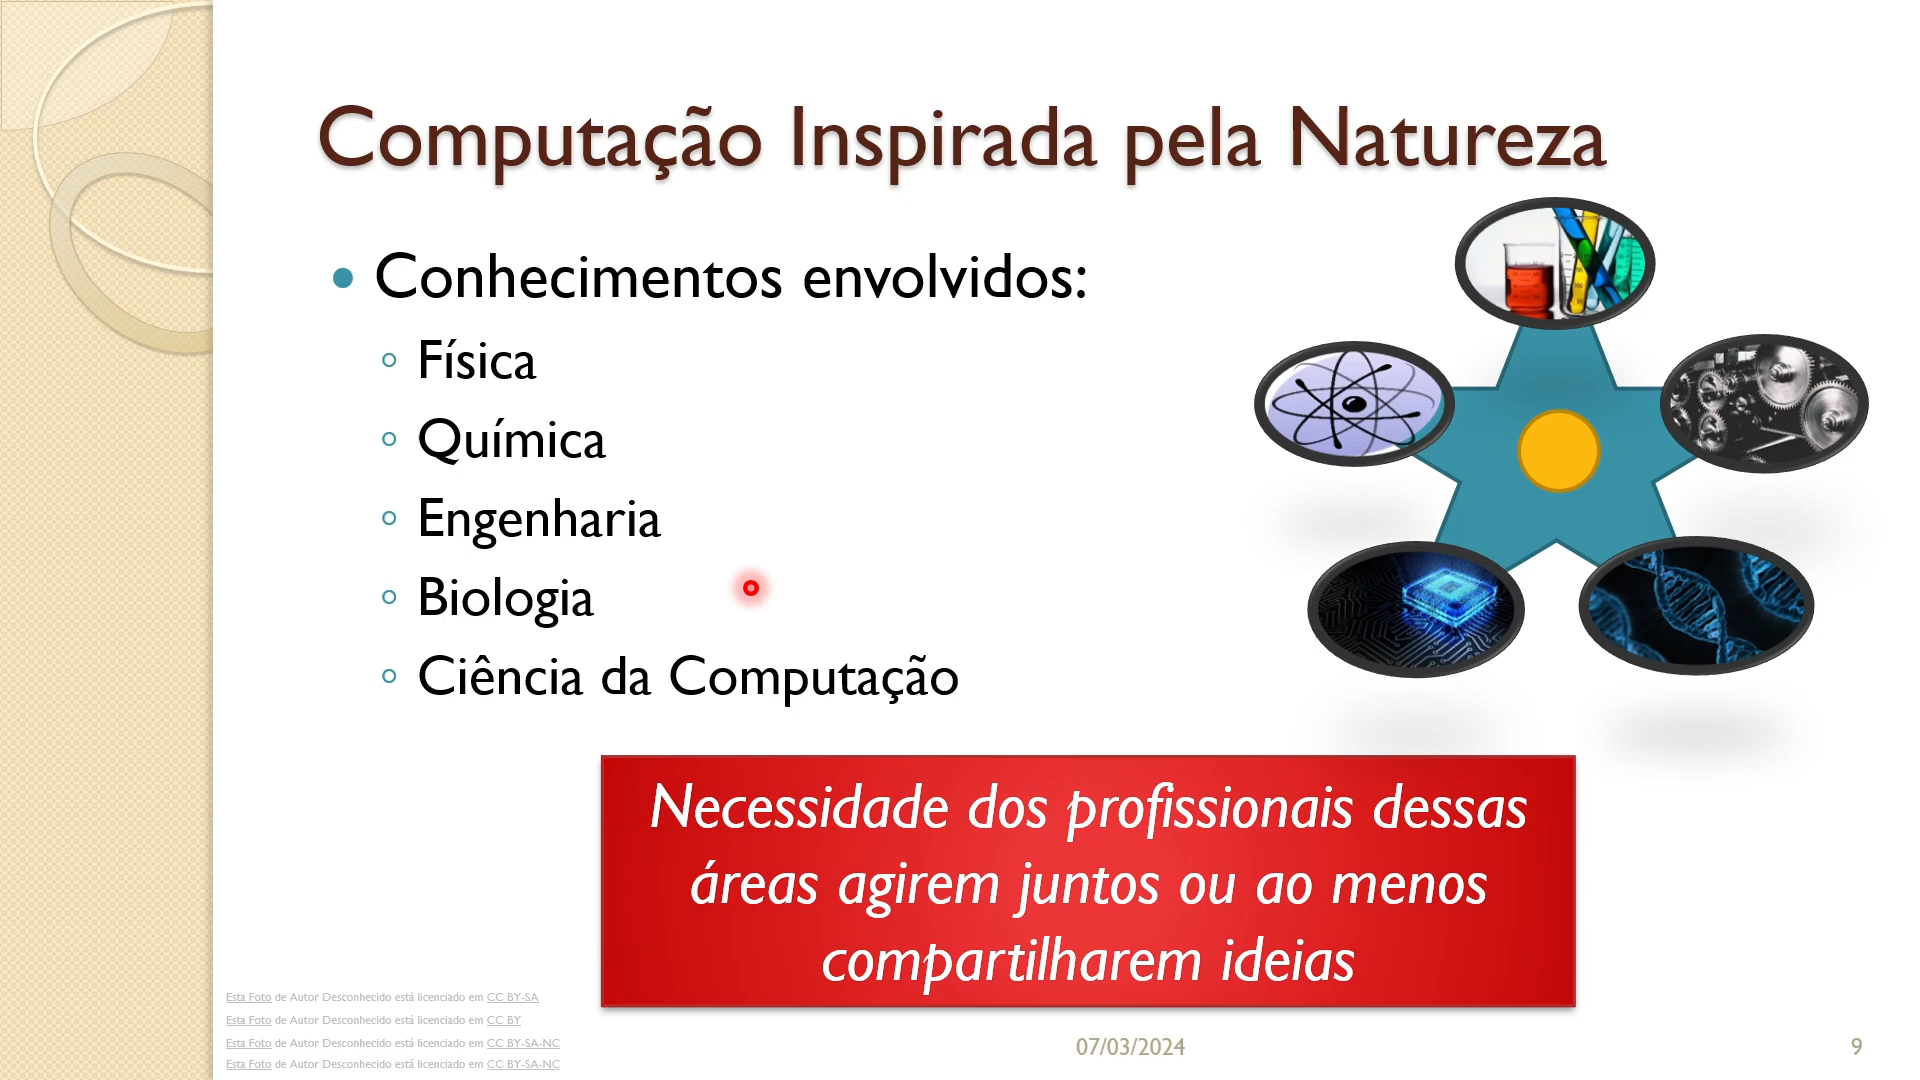 Computação Inspirada pela Natureza
Conhecimentos envolvidos:
Física
Química
Engenharia
Biologia
Ciência da Computação
Necessidade dos profissionais dessas
áreas agirem juntos ou ao menos
compartilharem ideias
Esta Foto de Autor Desconhecido está licenciado em CC BY-SA
Esta Foto de Autor Desconhecido está licenciado em CC BY
Esta Foto de Autor Desconhecido está licenciado em CC BY-SA-NC
Esta Foto de Autor Desconhecido está licenciado em CC BY-SA-NC
07/03/2024
9